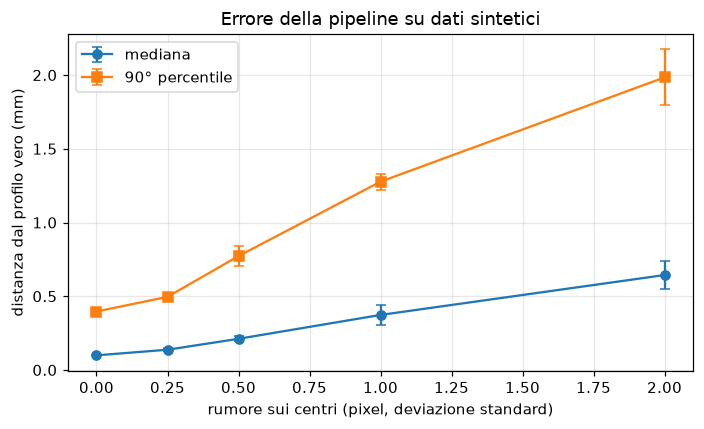 Errore della pipeline su dati sintetici
mediana
90° percentile
distanza dal profilo vero (mm)
2.0
1.5
1.0
0.5
0.0
0.00 0.25 0.50 0.75 1.00 1.25 1.50 1.75 2.00
rumore sui centri (pixel, deviazione standard)